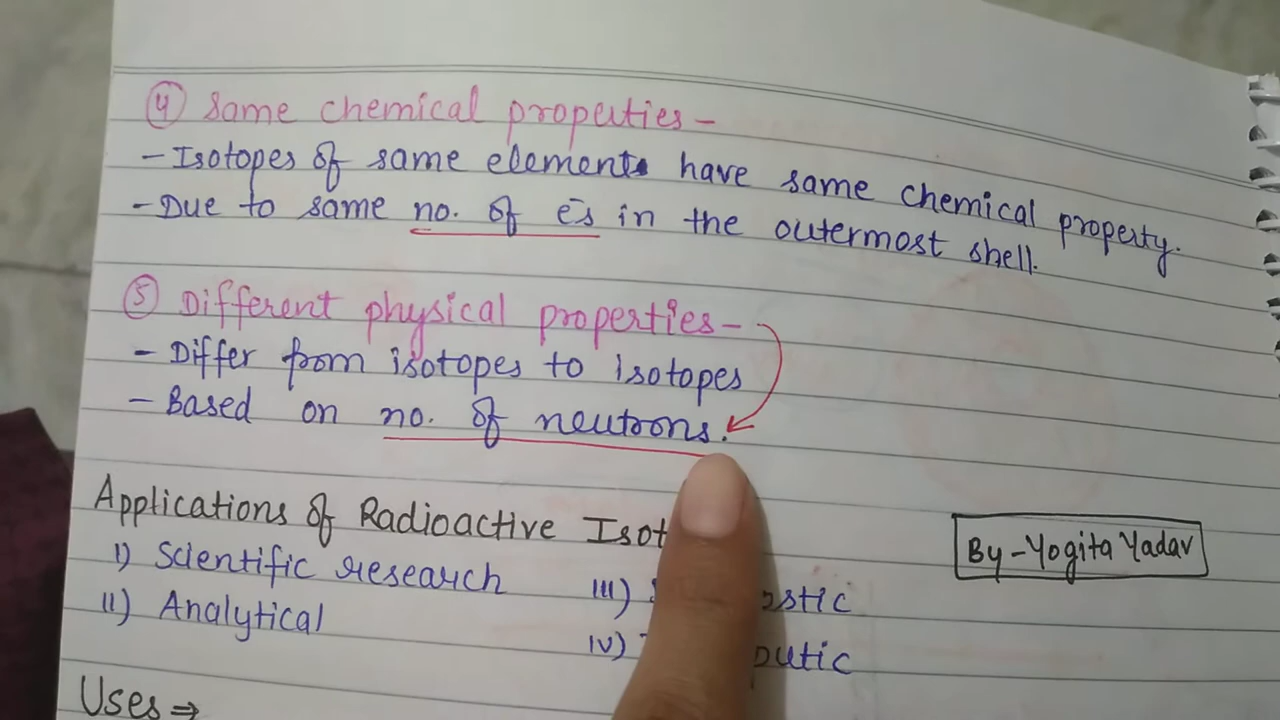 ④ Same chemical properties -
- Isotopes of same element have same chemical property.
- Due to same no. of e⁻s in the outermost shell.
⑤ Different physical properties -
- Differ from isotopes to isotopes
- Based on no. of neutrons.
Applications of Radioactive
By - Yogita Yadav
i) Scientific research
iii)
ii) Analytical
iv)
Uses ⇒